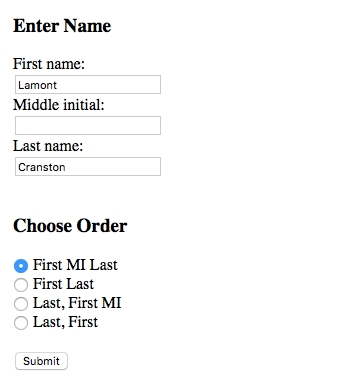 Enter Name
First name:
Lamont
Middle initial:
Last name:
Cranston
Choose Order
First MI Last
First Last
Last, First MI
Last, First
Submit